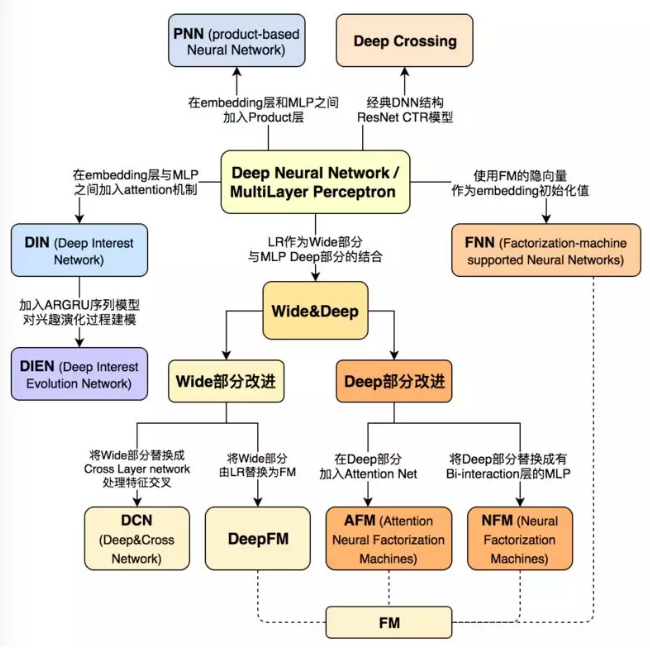 PNN (product-based
Neural Network)
Deep Crossing
在embedding层和MLP之间
加入Product层
经典DNN结构
ResNet CTR模型
Deep Neural Network /
MultiLayer Perceptron
在embedding层与MLP
之间加入attention机制
使用FM的隐向量
作为embedding初始化值
DIN (Deep Interest
Network)
LR作为Wide部分
与MLP Deep部分的结合
FNN (Factorization-machine
supported Neural Networks)
加入ARGRU序列模型
对兴趣演化过程建模
Wide&Deep
DIEN (Deep Interest
Evolution Network)
Wide部分改进
Deep部分改进
将Wide部分替换成
Cross Layer network
处理特征交叉
将Wide部分
由LR替换为FM
在Deep部分
加入Attention Net
将Deep部分替换成有
Bi-interaction层的MLP
DCN
(Deep&Cross
Network)
DeepFM
AFM (Attention
Neural Factorization
Machines)
NFM (Neural
Factorization
Machines)
FM